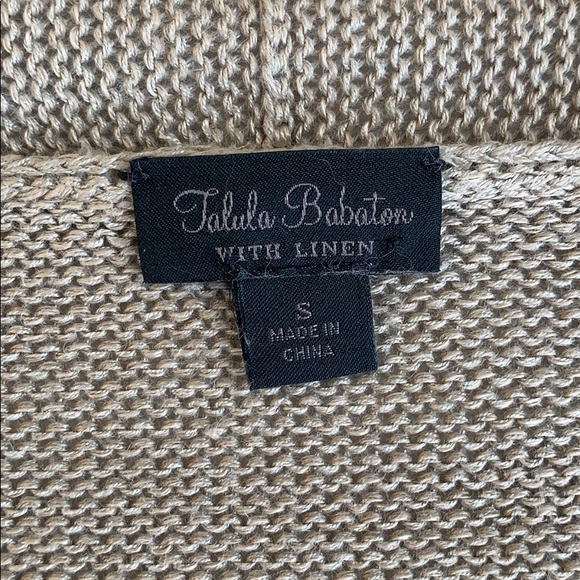 Talula Babaton
WITH LINEN
S
MADE IN
CHINA